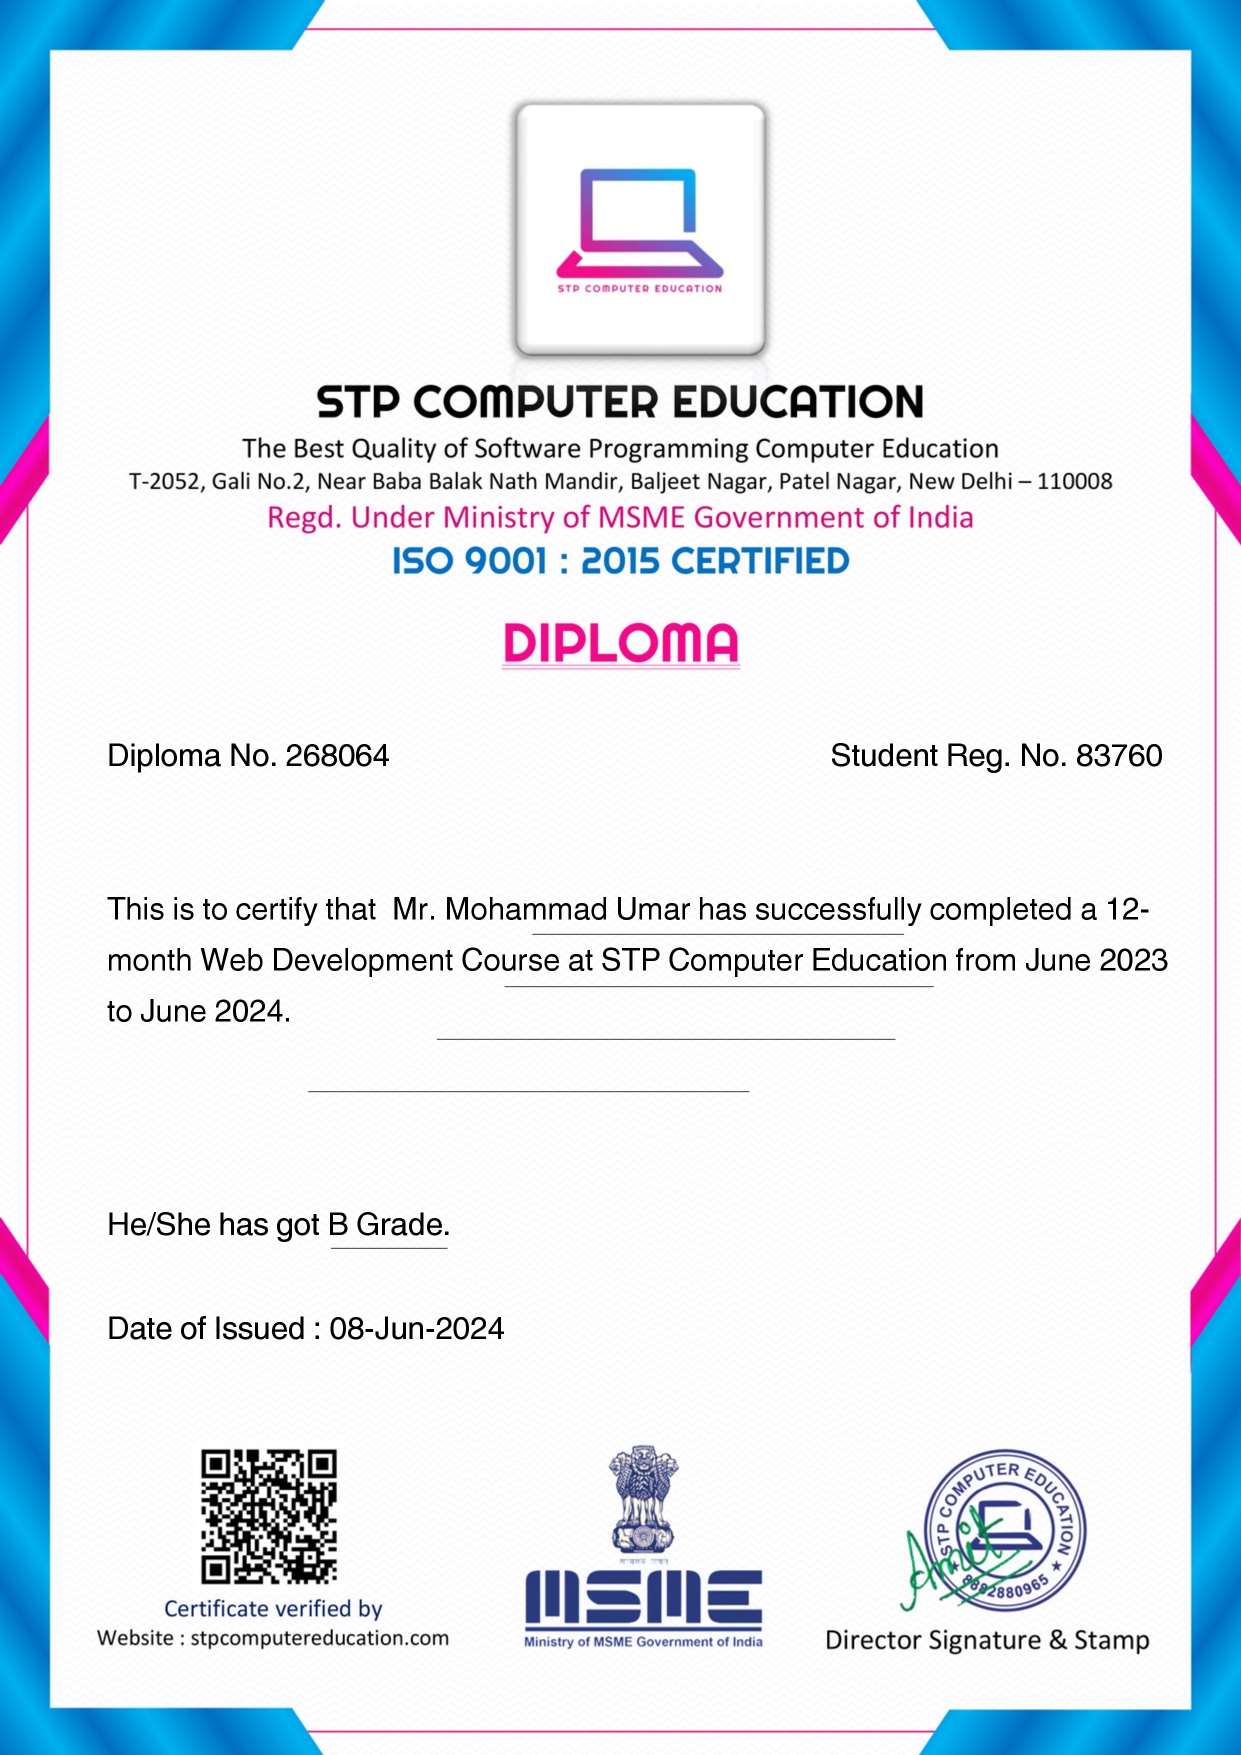 STP COMPUTER EDUCATION
STP COMPUTER EDUCATION
The Best Quality of Software Programming Computer Education
T-2052, Gali No.2, Near Baba Balak Nath Mandir, Baljeet Nagar, Patel Nagar, New Delhi – 110008
Regd. Under Ministry of MSME Government of India
ISO 9001 : 2015 CERTIFIED
DIPLOMA
Diploma No. 268064
Student Reg. No. 83760
This is to certify that  Mr. Mohammad Umar has successfully completed a 12-
month Web Development Course at STP Computer Education from June 2023
to June 2024.
He/She has got B Grade.
Date of Issued : 08-Jun-2024
Certificate verified by
Website : stpcomputereducation.com
सत्यमेव जयते
MSME
Ministry of MSME Government of India
STP COMPUTER EDUCATION
★ 8882880965 ★
Amit
Director Signature & Stamp